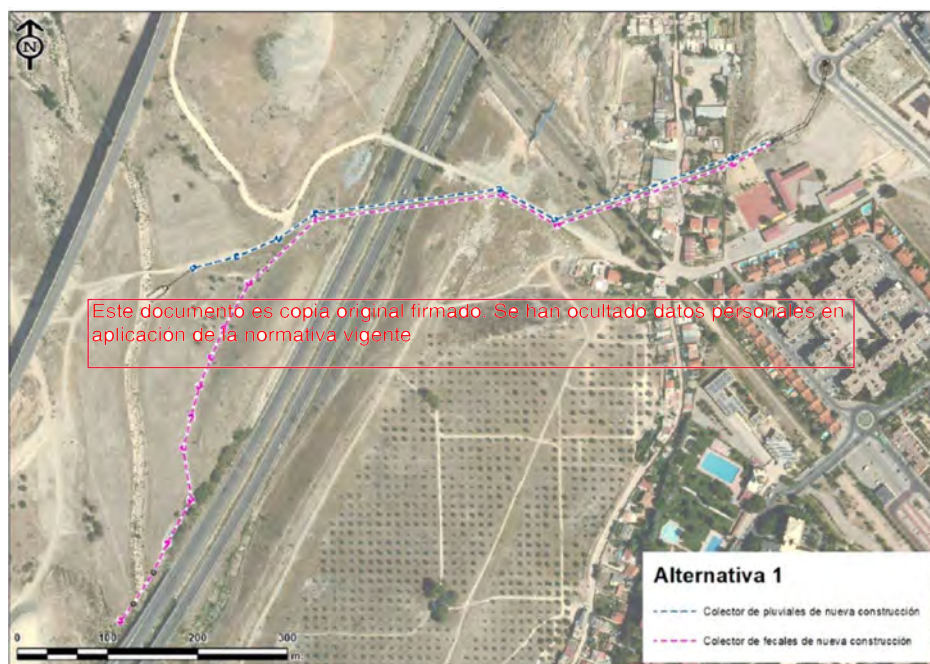 N
Este documento es copia original firmado. Se han ocultado datos personales en
aplicación de la normativa vigente
Alternativa 1
Colector de pluviales de nueva construcción
Colector de fecales de nueva construcción
0 100 200 300
m.